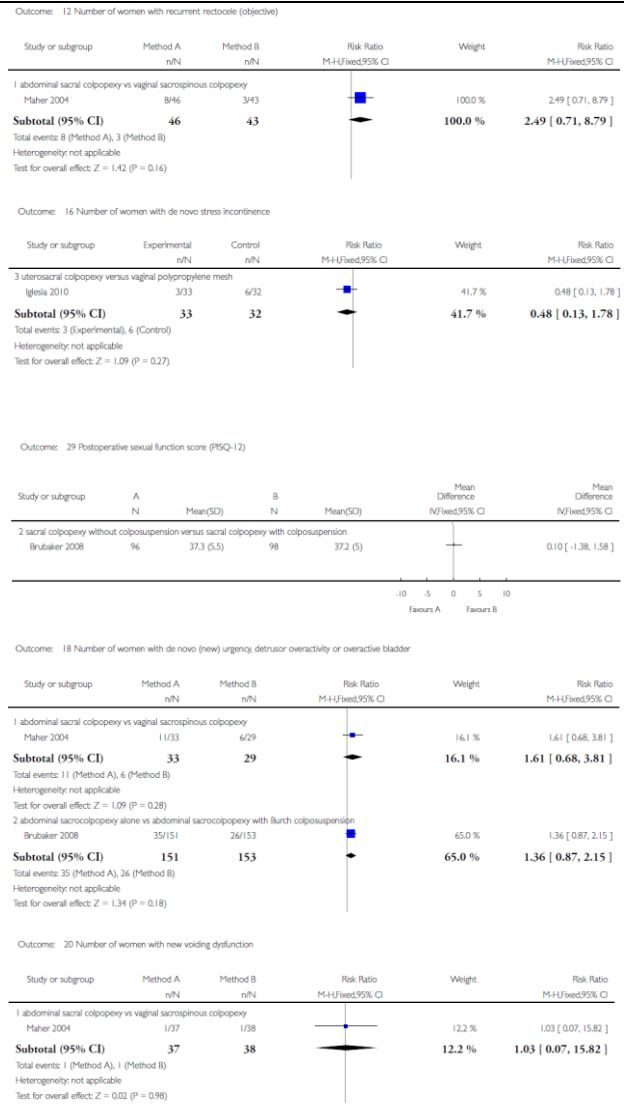 Outcome: 12 Number of women with recurrent rectocele (objective)
Study or subgroup Method A Method B Risk Ratio Weight Risk Ratio
n/N n/N M-H,Fixed,95% CI M-H,Fixed,95% CI
1 abdominal sacral colpopexy vs vaginal sacrospinous colpopexy
Maher 2004 8/46 3/43 100.0 % 2.49 [ 0.71, 8.79 ]
Subtotal (95% CI) 46 43 100.0 % 2.49 [ 0.71, 8.79 ]
Total events: 8 (Method A), 3 (Method B)
Heterogeneity: not applicable
Test for overall effect: Z = 1.42 (P = 0.16)
Outcome: 16 Number of women with de novo stress incontinence
Study or subgroup Experimental Control Risk Ratio Weight Risk Ratio
n/N n/N M-H,Fixed,95% CI M-H,Fixed,95% CI
3 uterosacral colpopexy versus vaginal polypropylene mesh
Iglesia 2010 3/33 6/32 41.7 % 0.48 [ 0.13, 1.78 ]
Subtotal (95% CI) 33 32 41.7 % 0.48 [ 0.13, 1.78 ]
Total events: 3 (Experimental), 6 (Control)
Heterogeneity: not applicable
Test for overall effect: Z = 1.09 (P = 0.27)
Outcome: 29 Postoperative sexual function score (PISQ-12)
Study or subgroup A B Mean Difference Mean Difference
N Mean(SD) N Mean(SD) IV,Fixed,95% CI IV,Fixed,95% CI
2 sacral colpopexy without colposuspension versus sacral colpopexy with colposuspension
Brubaker 2008 96 37.3 (5.5) 98 37.2 (5) 0.10 [ -1.38, 1.58 ]
-10 -5 0 5 10
Favours A Favours B
Outcome: 18 Number of women with de novo (new) urgency, detrusor overactivity or overactive bladder
Study or subgroup Method A Method B Risk Ratio Weight Risk Ratio
n/N n/N M-H,Fixed,95% CI M-H,Fixed,95% CI
1 abdominal sacral colpopexy vs vaginal sacrospinous colpopexy
Maher 2004 11/33 6/29 16.1 % 1.61 [ 0.68, 3.81 ]
Subtotal (95% CI) 33 29 16.1 % 1.61 [ 0.68, 3.81 ]
Total events: 11 (Method A), 6 (Method B)
Heterogeneity: not applicable
Test for overall effect: Z = 1.09 (P = 0.28)
2 abdominal sacrocolpopexy alone vs abdominal sacrocolpopexy with Burch colposuspension
Brubaker 2008 35/151 26/153 65.0 % 1.36 [ 0.87, 2.15 ]
Subtotal (95% CI) 151 153 65.0 % 1.36 [ 0.87, 2.15 ]
Total events: 35 (Method A), 26 (Method B)
Heterogeneity: not applicable
Test for overall effect: Z = 1.34 (P = 0.18)
Outcome: 20 Number of women with new voiding dysfunction
Study or subgroup Method A Method B Risk Ratio Weight Risk Ratio
n/N n/N M-H,Fixed,95% CI M-H,Fixed,95% CI
1 abdominal sacral colpopexy vs vaginal sacrospinous colpopexy
Maher 2004 1/37 1/38 12.2 % 1.03 [ 0.07, 15.82 ]
Subtotal (95% CI) 37 38 12.2 % 1.03 [ 0.07, 15.82 ]
Total events: 1 (Method A), 1 (Method B)
Heterogeneity: not applicable
Test for overall effect: Z = 0.02 (P = 0.98)